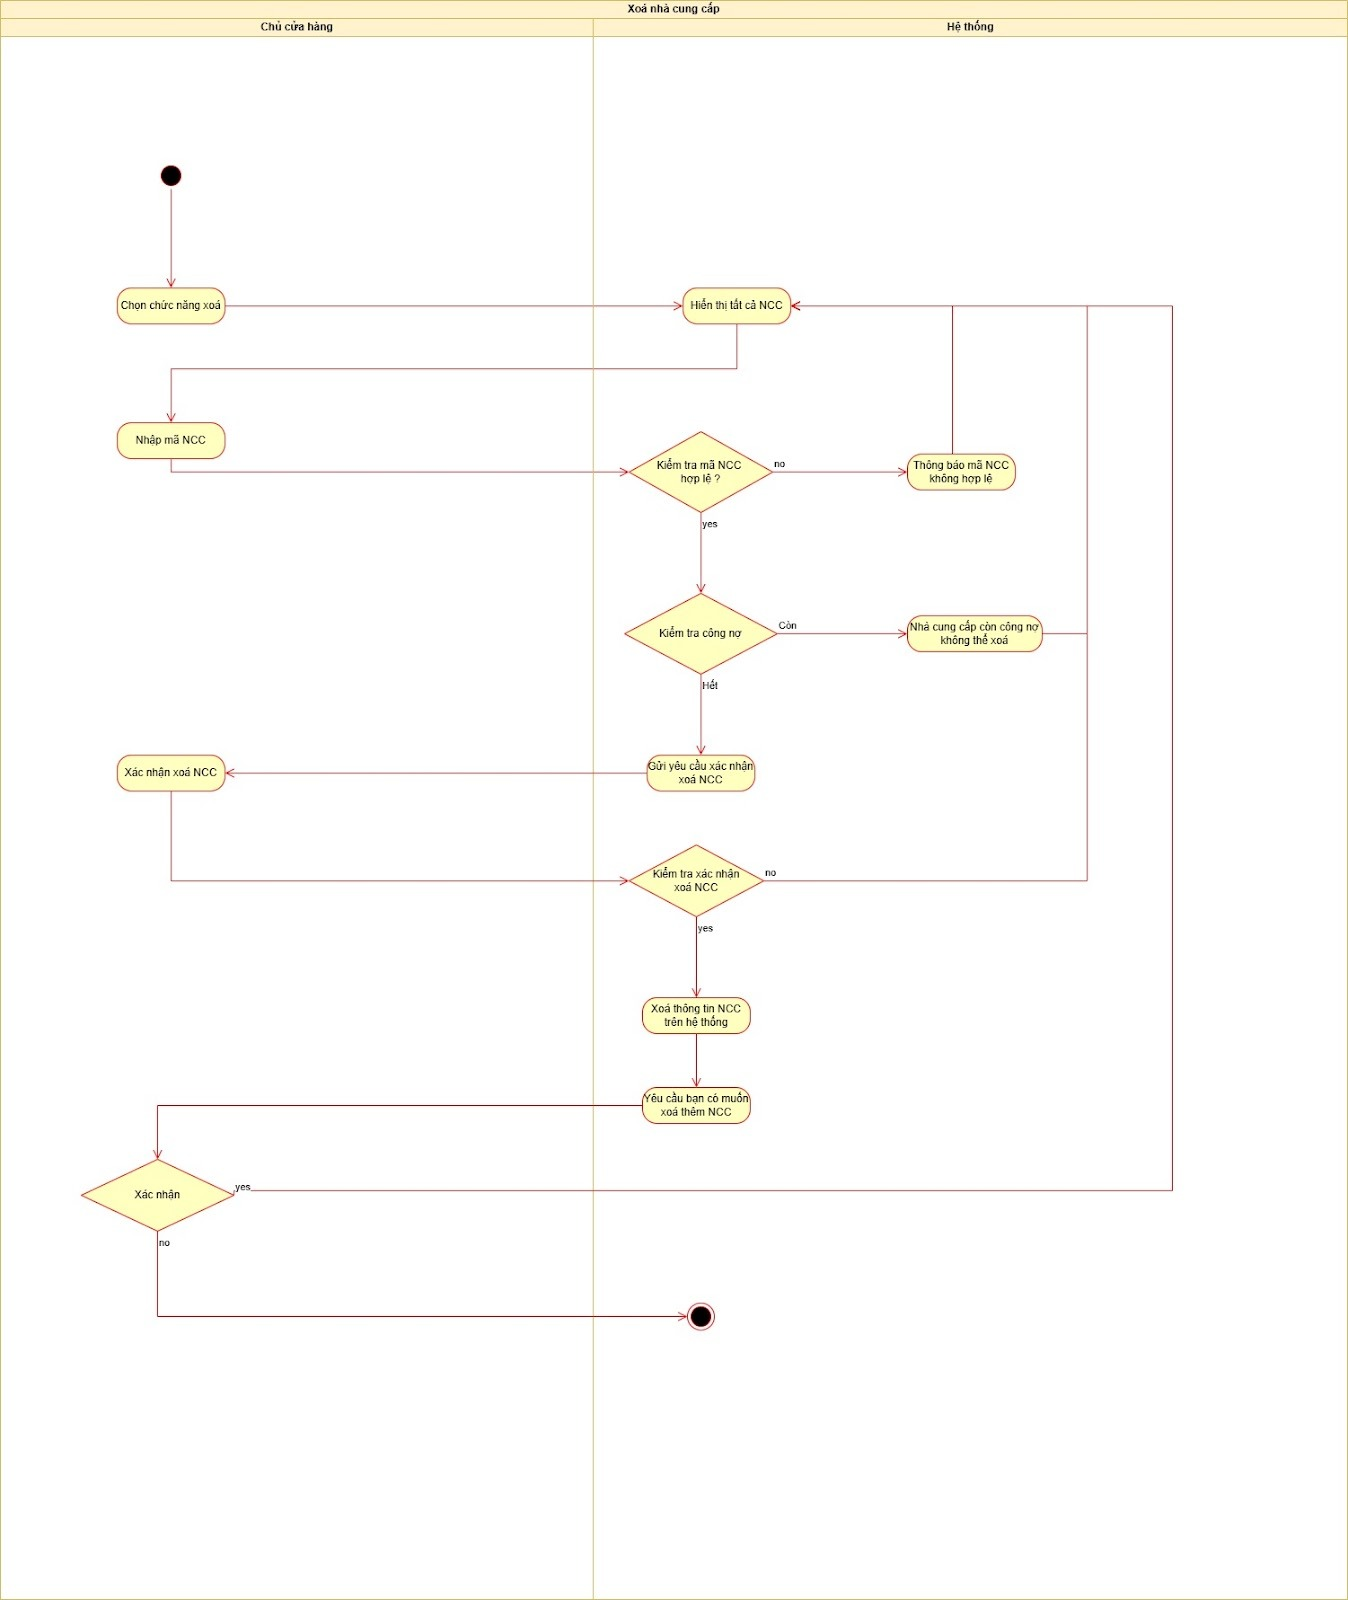 Xoá nhà cung cấp
Chủ cửa hàng
Hệ thống
Chọn chức năng xoá
Hiển thị tất cả NCC
Nhâp mã NCC
Kiểm tra mã NCC
hợp lệ ?
no
Thông báo mã NCC
không hợp lệ
yes
Kiểm tra công nợ
Còn
Nhà cung cấp còn công nợ
không thể xoá
Hết
Xác nhận xoá NCC
Gửi yêu cầu xác nhận
xoá NCC
Kiểm tra xác nhận
xoá NCC
no
yes
Xoá thông tin NCC
trên hệ thống
Yêu cầu bạn có muốn
xoá thêm NCC
Xác nhận
yes
no